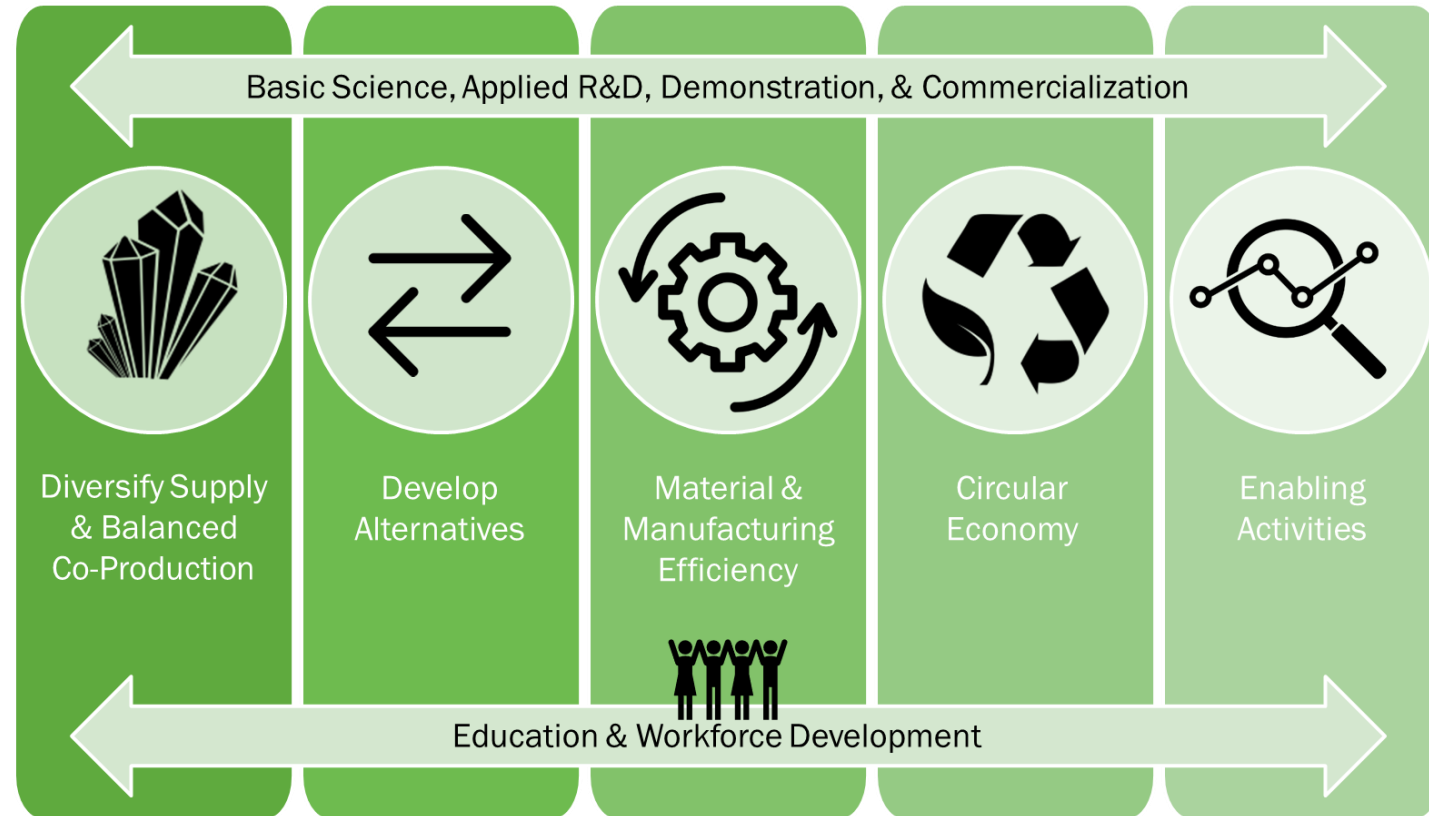 Basic Science, Applied R&D, Demonstration, & Commercialization
Diversify Supply
& Balanced
Co-Production
Develop
Alternatives
Material &
Manufacturing
Efficiency
Circular
Economy
Enabling
Activities
Education & Workforce Development